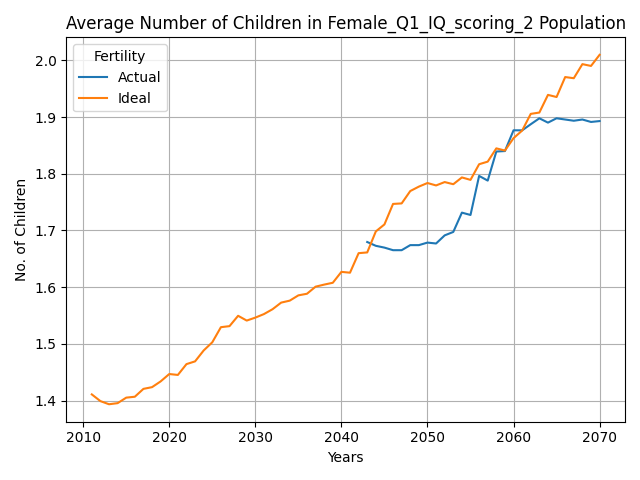 Average Number of Children in Female_Q1_IQ_scoring_2 Population
Fertility
Actual
Ideal
No. of Children
2.0
1.9
1.8
1.7
1.6
1.5
1.4
2010 2020 2030 2040 2050 2060 2070
Years